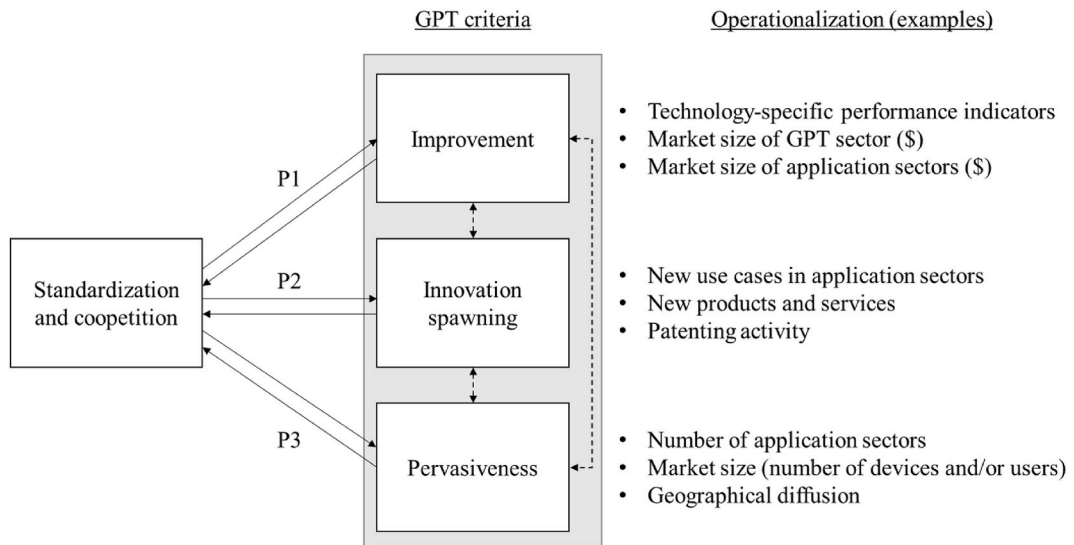 GPT criteria
Operationalization (examples)
Improvement
• Technology-specific performance indicators
• Market size of GPT sector ($)
• Market size of application sectors ($)
P1
Standardization
and coopetition
P2
Innovation
spawning
• New use cases in application sectors
• New products and services
• Patenting activity
P3
Pervasiveness
• Number of application sectors
• Market size (number of devices and/or users)
• Geographical diffusion